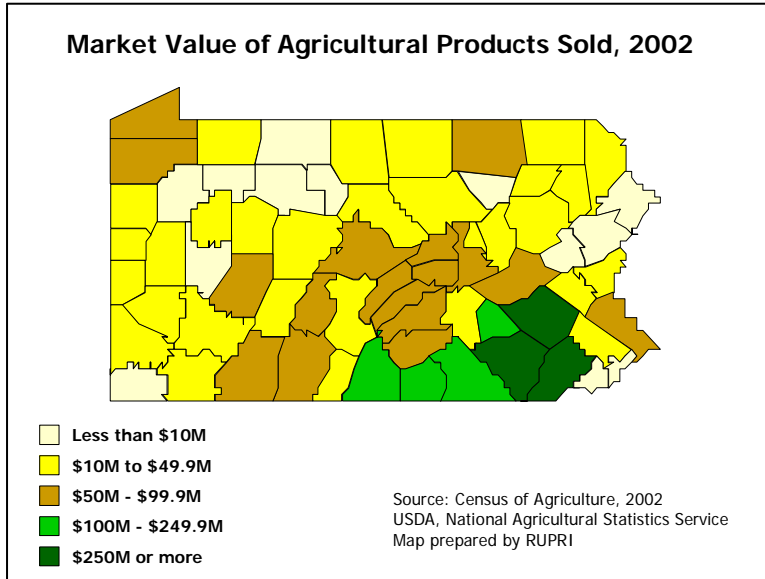 Market Value of Agricultural Products Sold, 2002
Less than $10M
$10M to $49.9M
$50M - $99.9M
$100M - $249.9M
$250M or more
Source: Census of Agriculture, 2002
USDA, National Agricultural Statistics Service
Map prepared by RUPRI